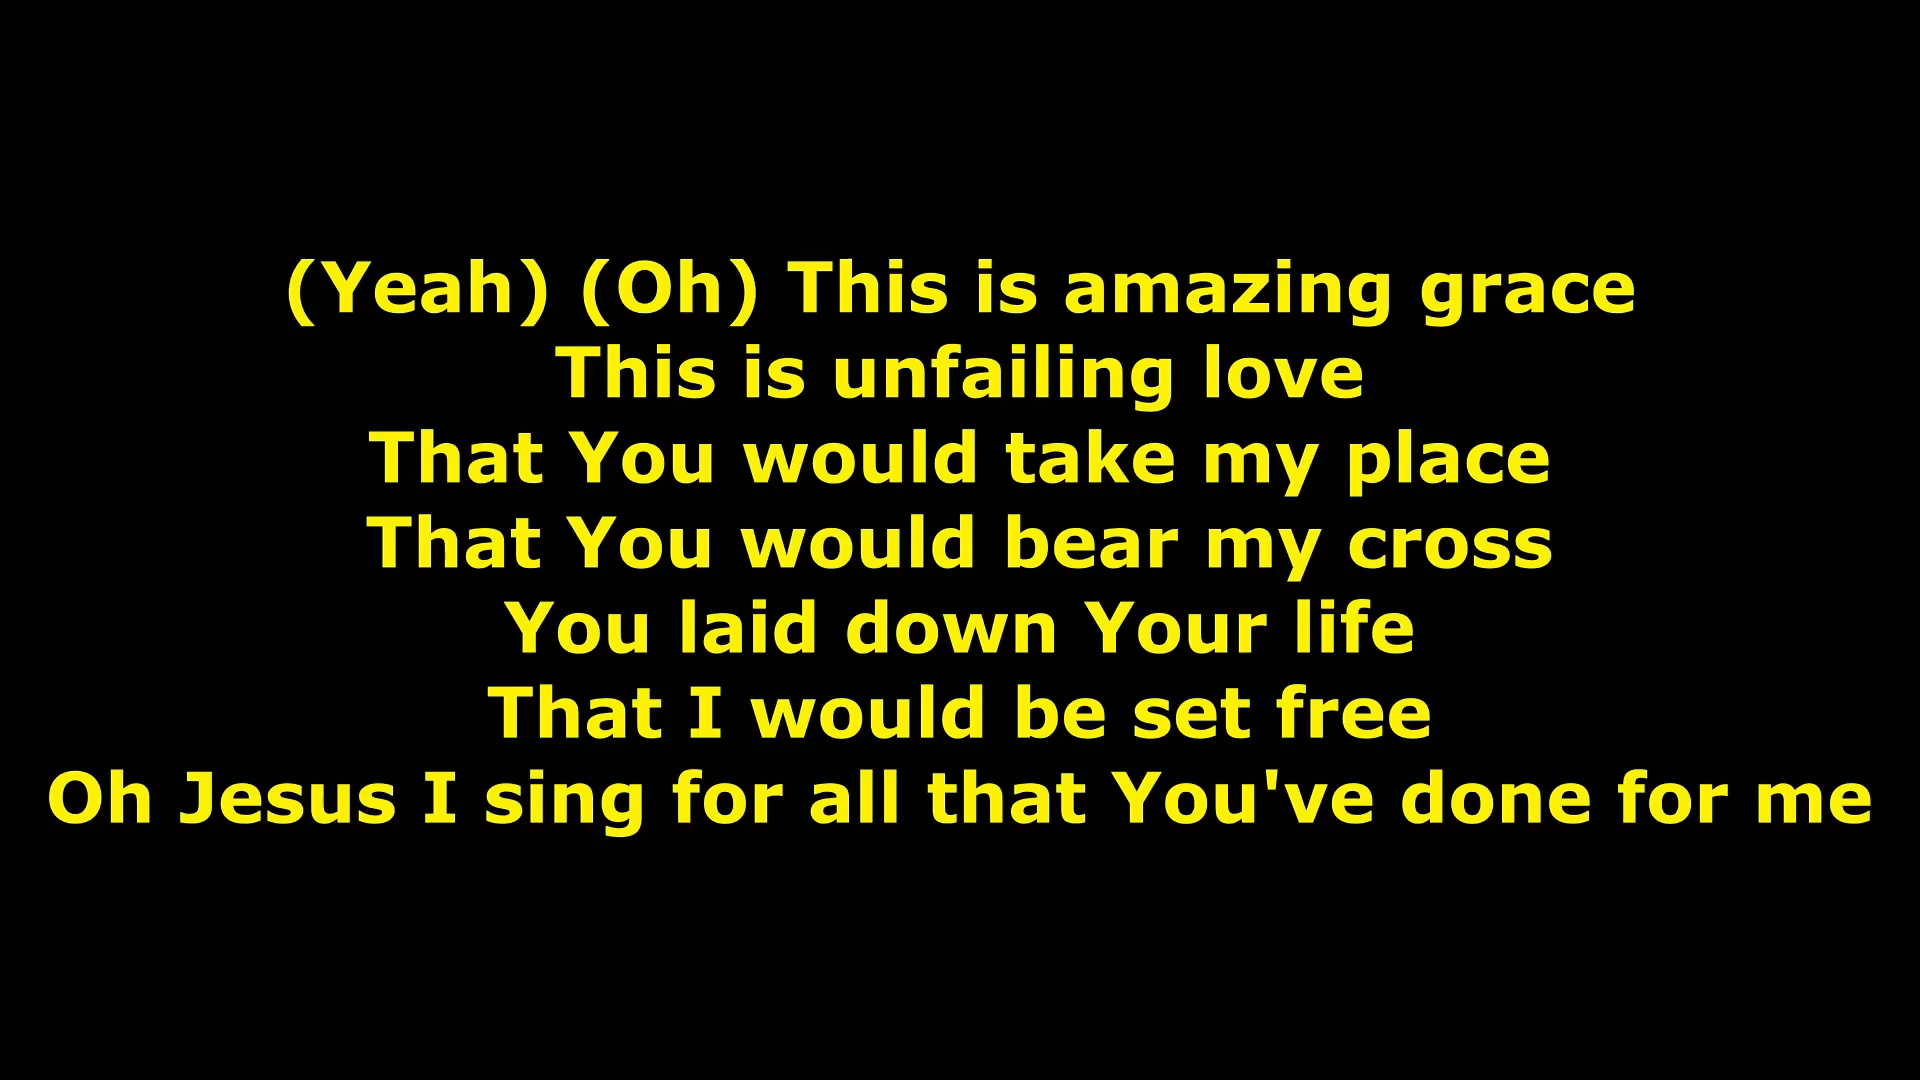 (Yeah) (Oh) This is amazing grace
This is unfailing love
That You would take my place
That You would bear my cross
You laid down Your life
That I would be set free
Oh Jesus I sing for all that You've done for me